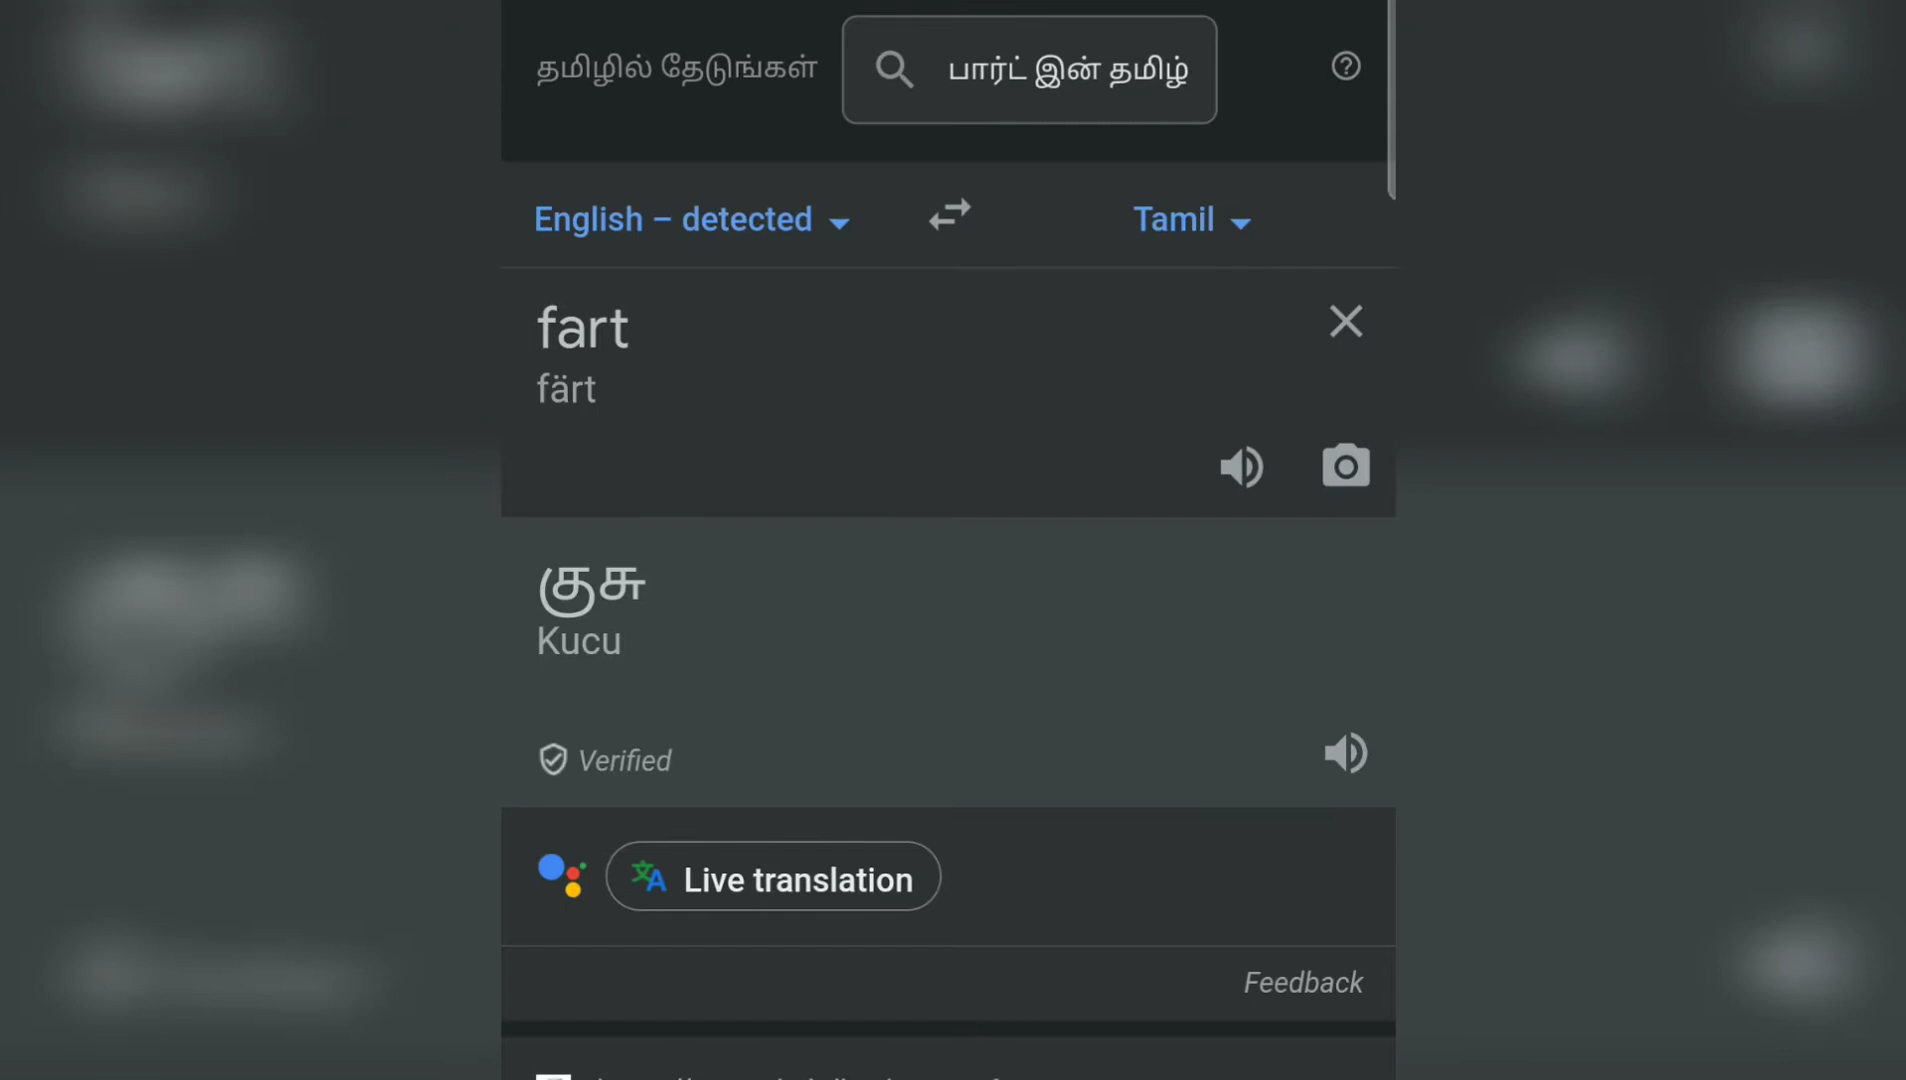 தமிழில் தேடுங்கள் பார்ட் இன் தமிழ்
English – detected Tamil
fart
färt
குசு
Kucu
Verified
Live translation
Feedback